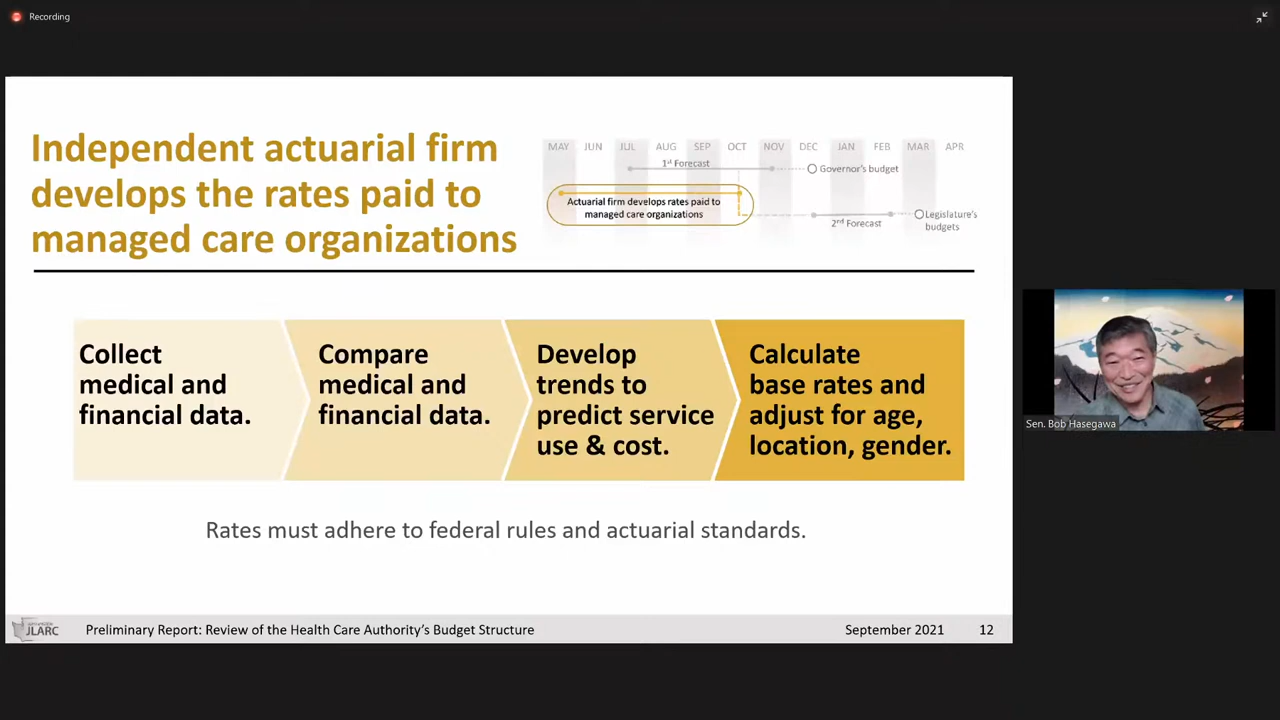 Recording
Independent actuarial firm
develops the rates paid to
managed care organizations
MAY JUN JUL AUG SEP OCT NOV DEC JAN FEB MAR APR
1st Forecast
Governor's budget
Actuarial firm develops rates paid to
managed care organizations
2nd Forecast
Legislature's
budgets
Collect
medical and
financial data.
Compare
medical and
financial data.
Develop
trends to
predict service
use & cost.
Calculate
base rates and
adjust for age,
location, gender.
Rates must adhere to federal rules and actuarial standards.
JLARC
Preliminary Report: Review of the Health Care Authority's Budget Structure
September 2021 12
Sen. Bob Hasegawa